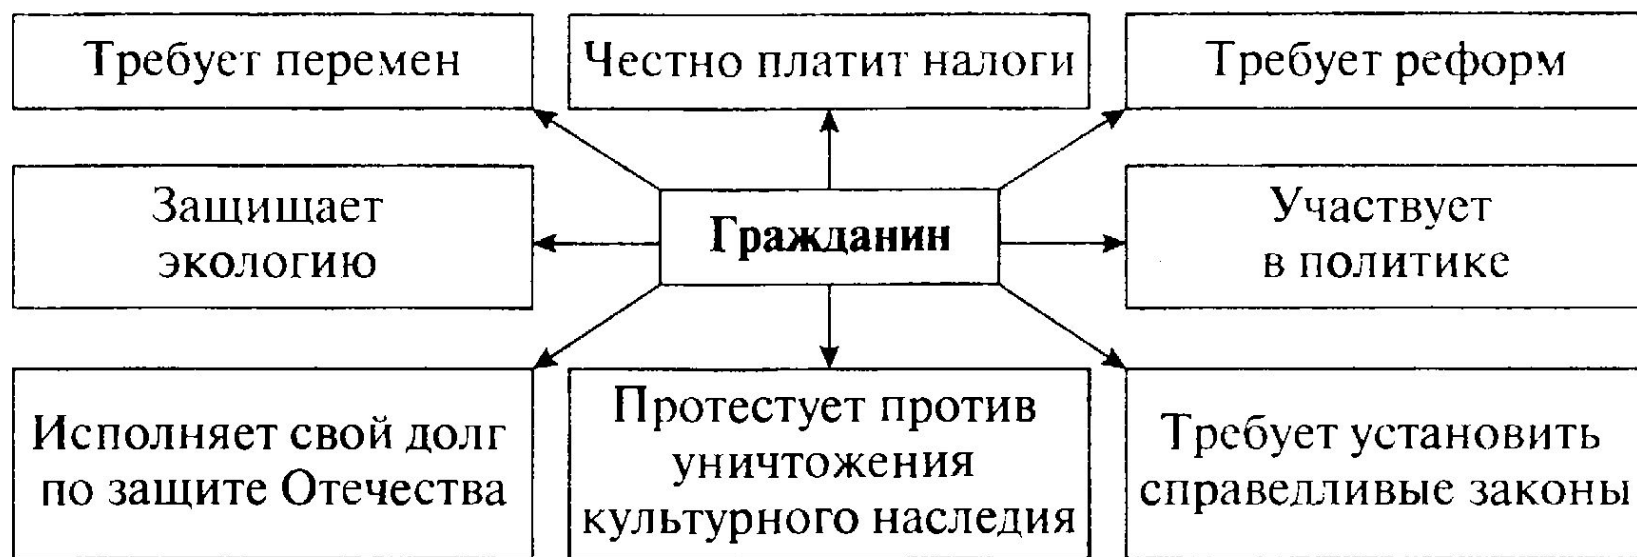 Требует перемен
Честно платит налоги
Требует реформ
Защищает
экологию
Гражданин
Участвует
в политике
Исполняет свой долг
по защите Отечества
Протестует против
уничтожения
культурного наследия
Требует установить
справедливые законы